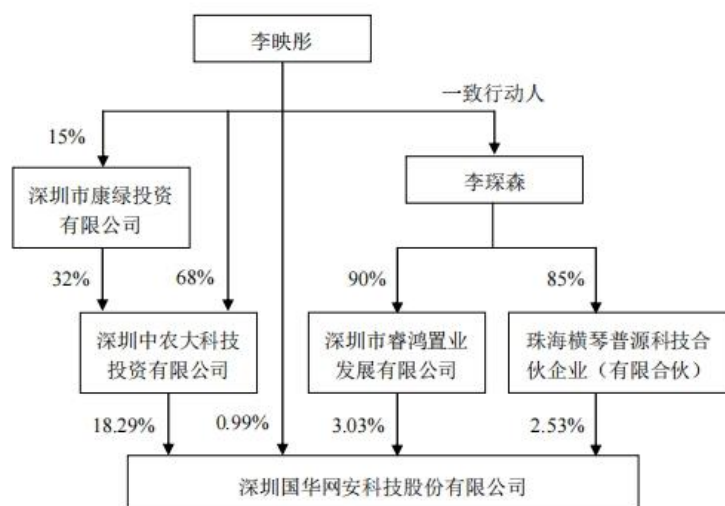 李映彤
一致行动人
15%
李琛森
深圳市康绿投资
有限公司
32%
68%
90%
85%
深圳中农大科技
投资有限公司
深圳市睿鸿置业
发展有限公司
珠海横琴普源科技合
伙企业（有限合伙）
18.29%
0.99%
3.03%
2.53%
深圳国华网安科技股份有限公司